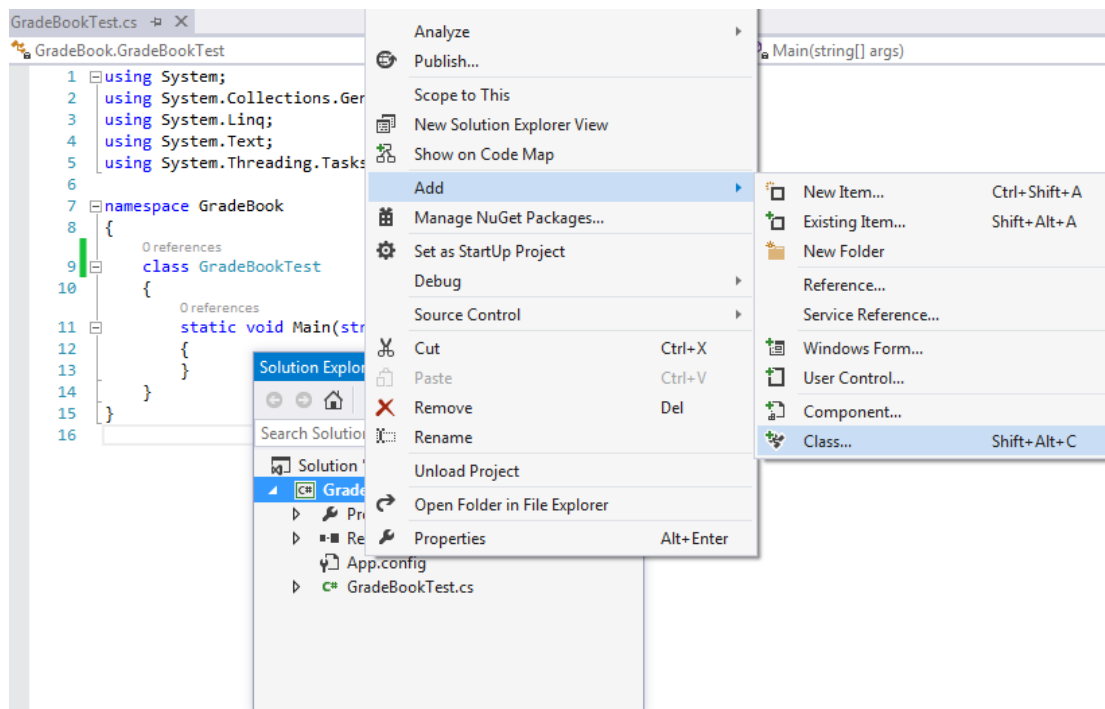 GradeBookTest.cs
GradeBook.GradeBookTest
Main(string[] args)
1 using System;
2 using System.Collections.Ger
3 using System.Linq;
4 using System.Text;
5 using System.Threading.Tasks
6
7 namespace GradeBook
8 {
0 references
9 class GradeBookTest
10 {
0 references
11 static void Main(str
12 {
13 }
14 }
15 }
16
Solution Explor
Search Solution
Solution '
C# Grade
Pr
Re
App.config
C# GradeBookTest.cs
Analyze
Publish...
Scope to This
New Solution Explorer View
Show on Code Map
Add
Manage NuGet Packages...
Set as StartUp Project
Debug
Source Control
Cut Ctrl+X
Paste Ctrl+V
Remove Del
Rename
Unload Project
Open Folder in File Explorer
Properties Alt+Enter
New Item... Ctrl+Shift+A
Existing Item... Shift+Alt+A
New Folder
Reference...
Service Reference...
Windows Form...
User Control...
Component...
Class... Shift+Alt+C